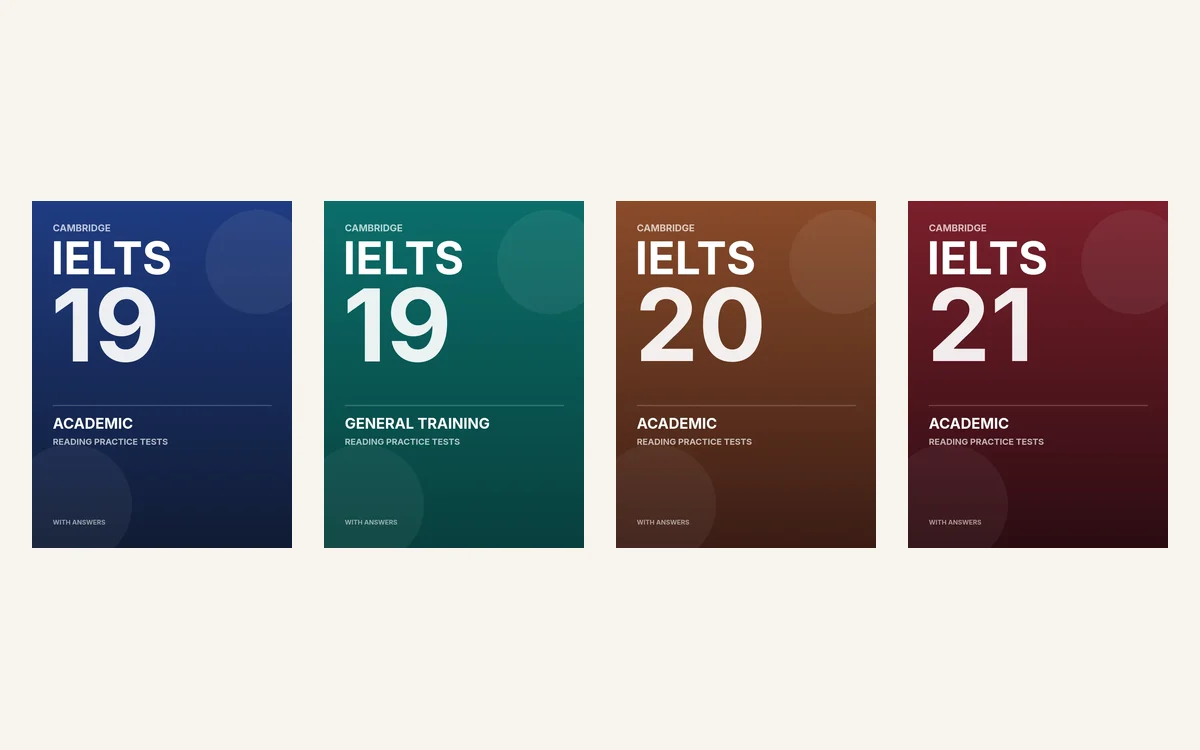 CAMBRIDGE
IELTS
19
ACADEMIC
READING PRACTICE TESTS
WITH ANSWERS
CAMBRIDGE
IELTS
19
GENERAL TRAINING
READING PRACTICE TESTS
WITH ANSWERS
CAMBRIDGE
IELTS
20
ACADEMIC
READING PRACTICE TESTS
WITH ANSWERS
CAMBRIDGE
IELTS
21
ACADEMIC
READING PRACTICE TESTS
WITH ANSWERS